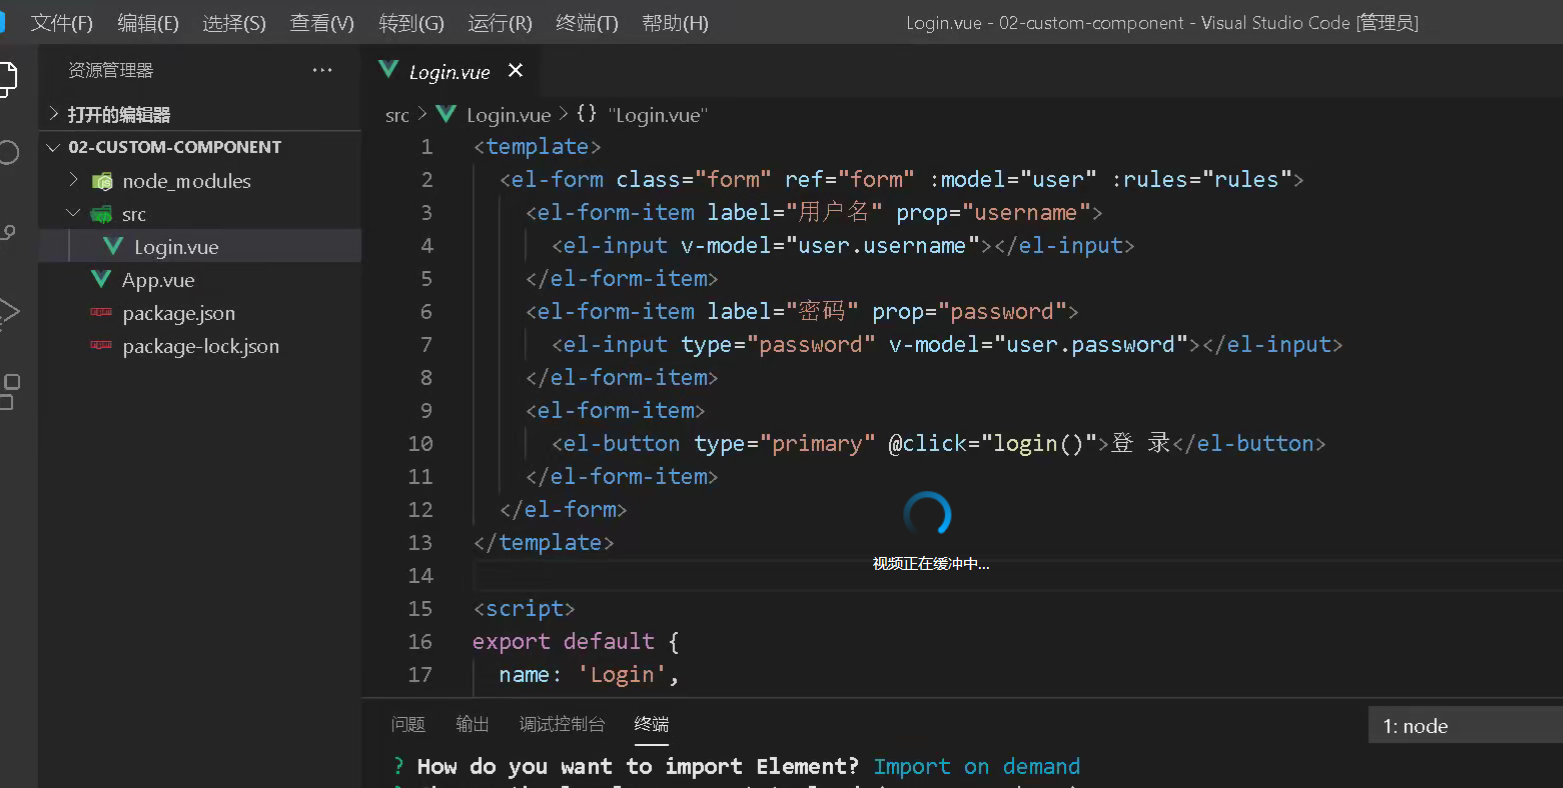 文件(F) 编辑(E) 选择(S) 查看(V) 转到(G) 运行(R) 终端(T) 帮助(H) Login.vue - 02-custom-component - Visual Studio Code [管理员]
资源管理器 ···
打开的编辑器
02-CUSTOM-COMPONENT
node_modules
src
Login.vue
App.vue
package.json
package-lock.json
Login.vue
src > Login.vue > {} "Login.vue"
1 <template>
2 <el-form class="form" ref="form" :model="user" :rules="rules">
3 <el-form-item label="用户名" prop="username">
4 <el-input v-model="user.username"></el-input>
5 </el-form-item>
6 <el-form-item label="密码" prop="password">
7 <el-input type="password" v-model="user.password"></el-input>
8 </el-form-item>
9 <el-form-item>
10 <el-button type="primary" @click="login()">登 录</el-button>
11 </el-form-item>
12 </el-form>
13 </template>
14
15 <script>
16 export default {
17 name: 'Login',
视频正在缓冲中...
问题 输出 调试控制台 终端 1: node
? How do you want to import Element? Import on demand